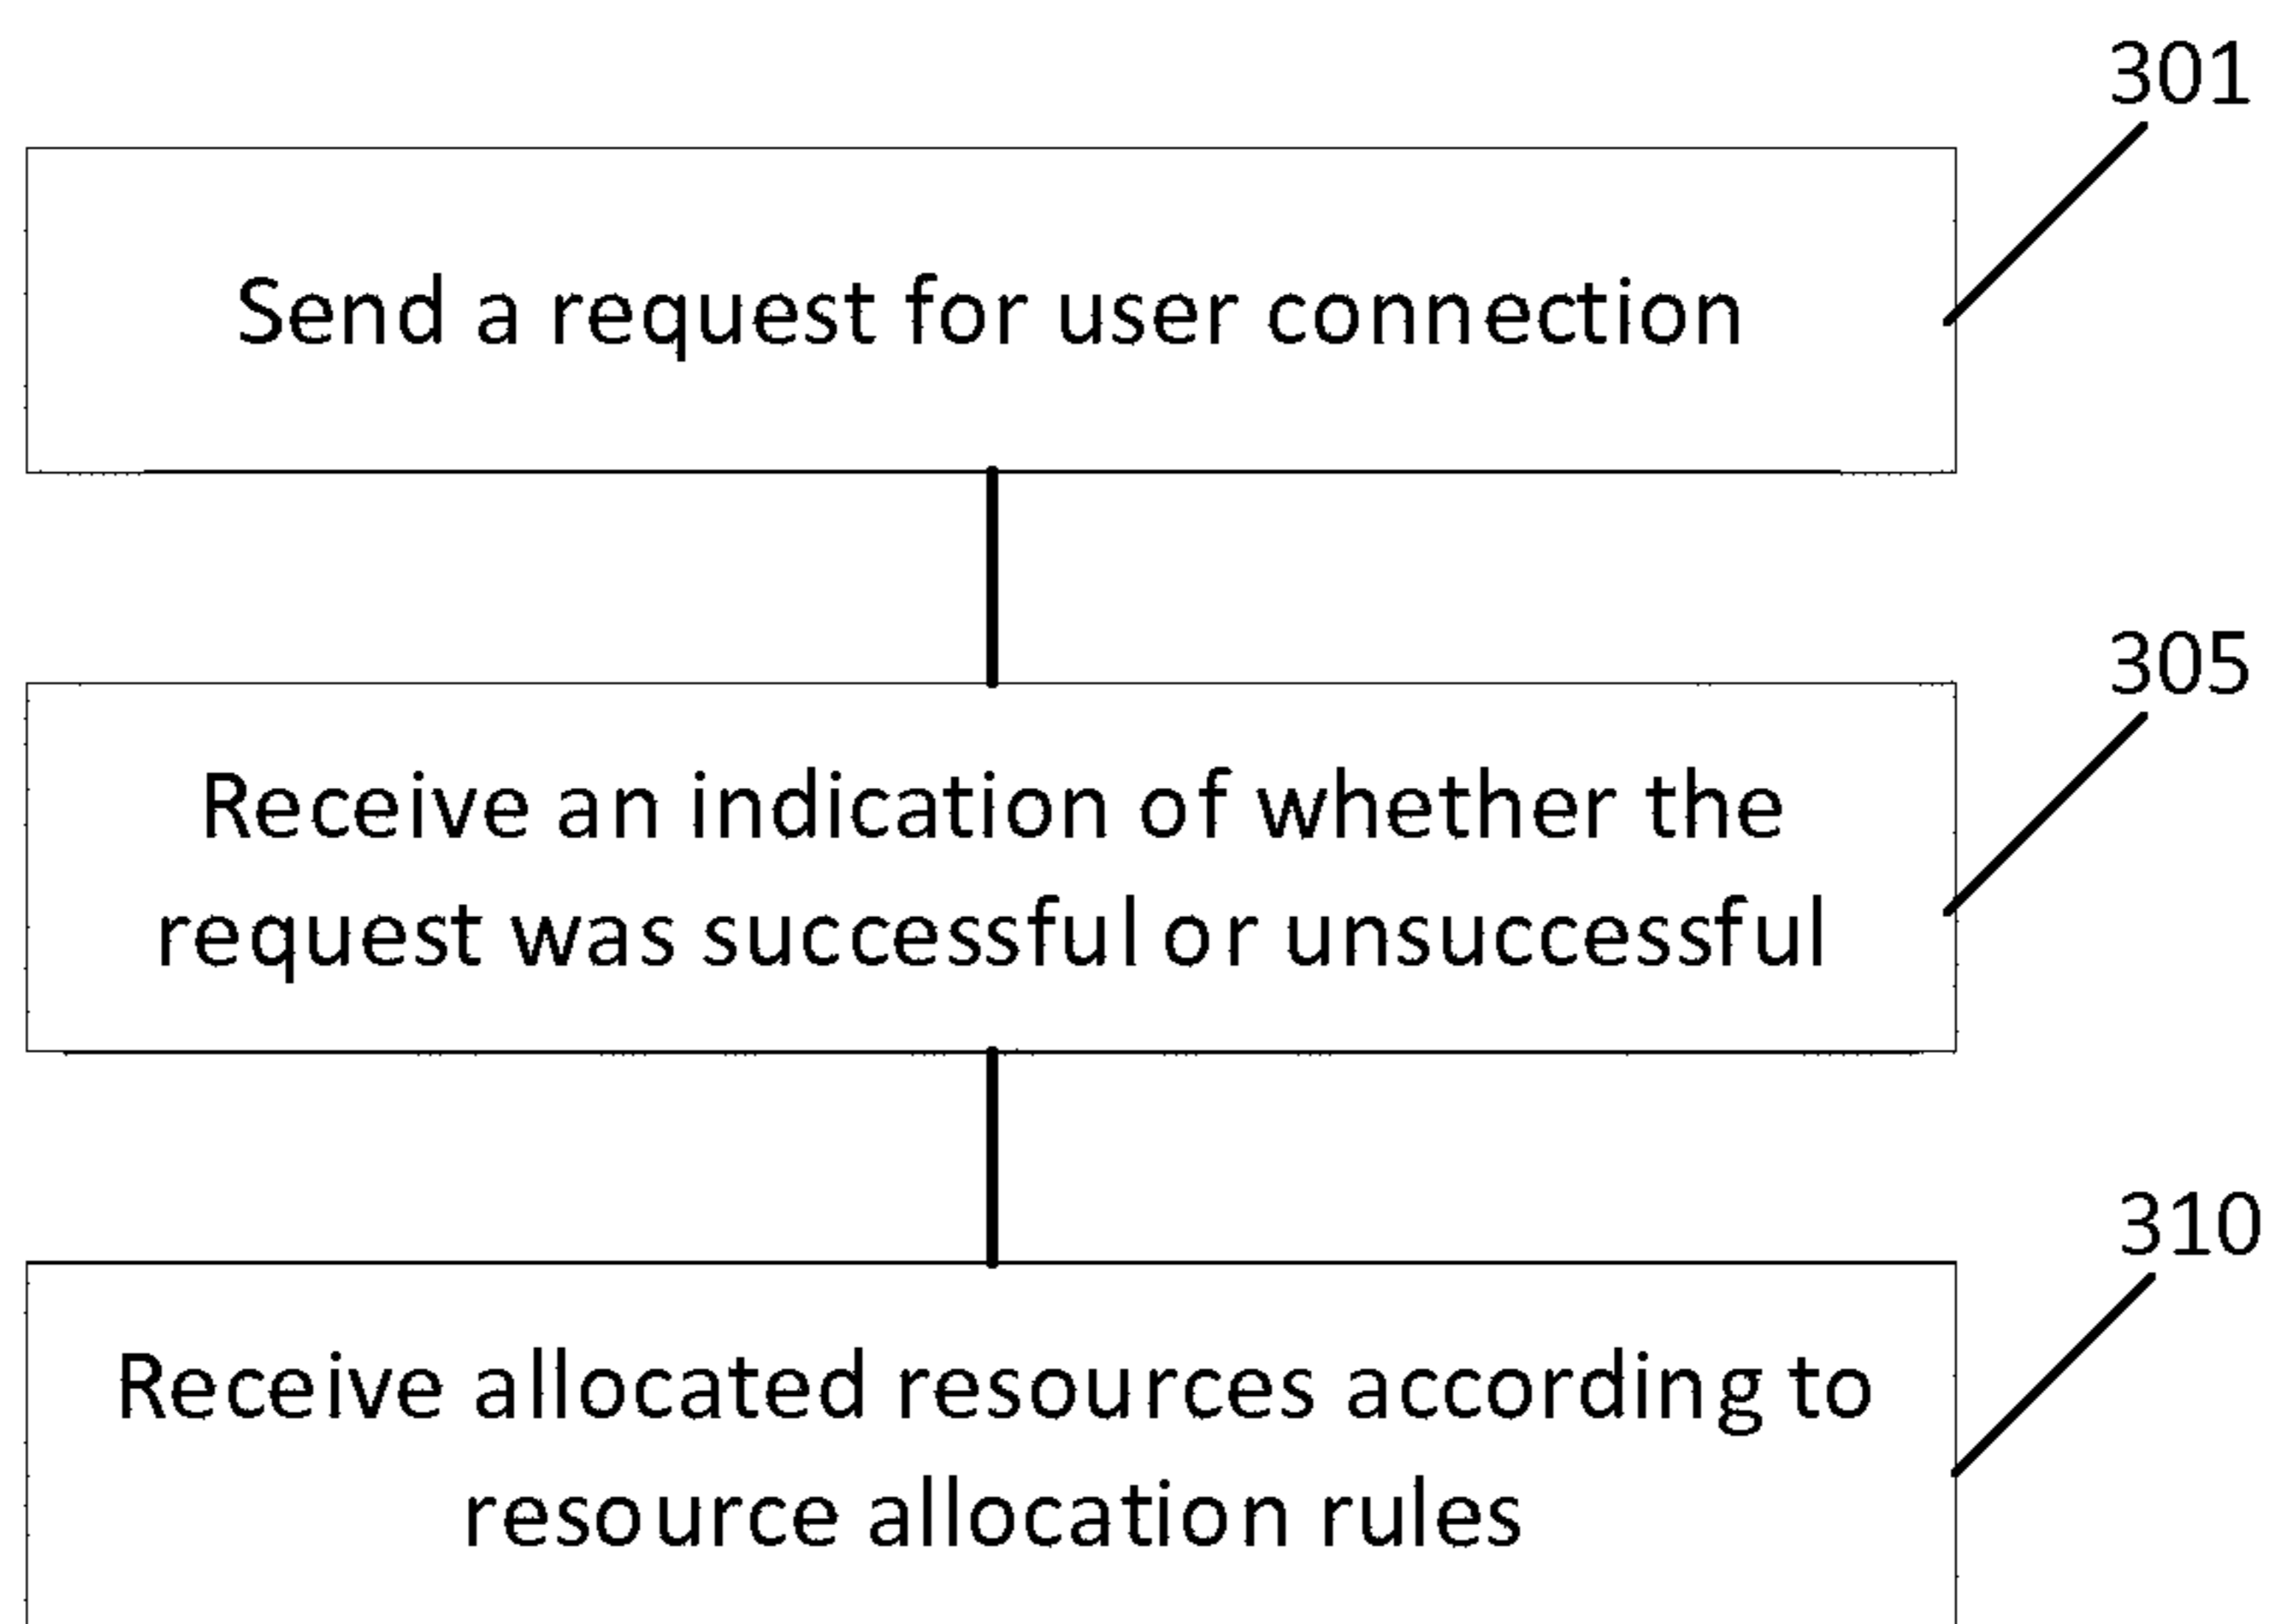 301
Send a request for user connection
305
Receive an indication of whether the
request was successful or unsuccessful
310
Receive allocated resources according to
resource allocation rules